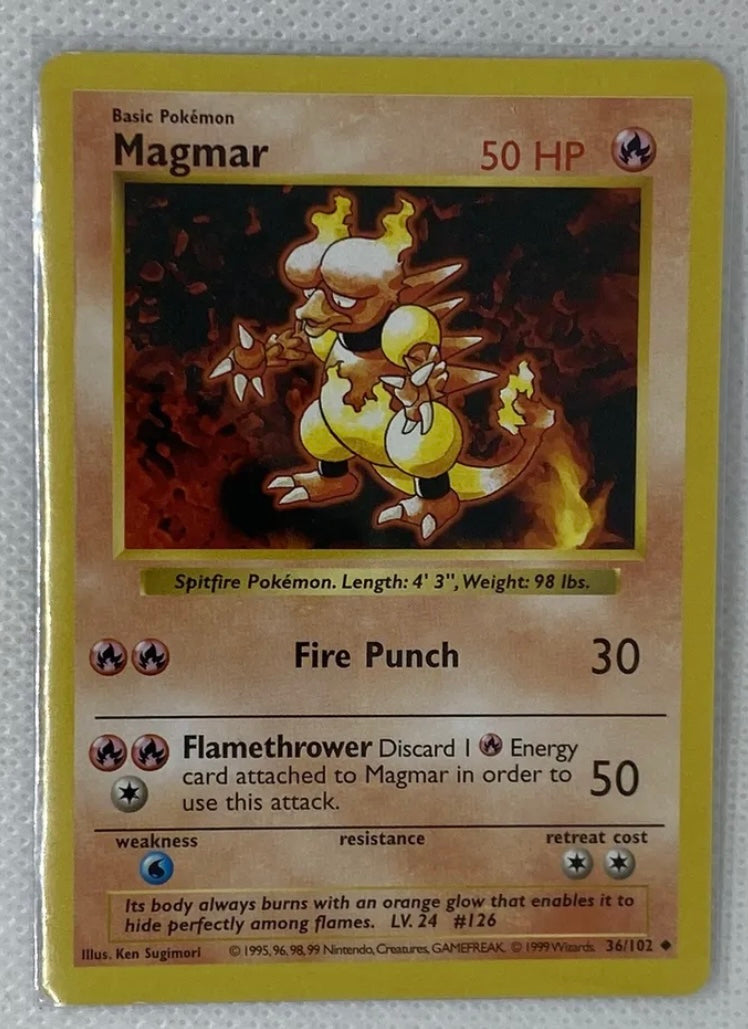 Basic Pokémon
Magmar 50 HP
Spitfire Pokémon. Length: 4' 3", Weight: 98 lbs.
Fire Punch 30
Flamethrower Discard 1 Energy
card attached to Magmar in order to
use this attack.
50
weakness resistance retreat cost
Its body always burns with an orange glow that enables it to
hide perfectly among flames. LV. 24 #126
Illus. Ken Sugimori © 1995, 96, 98, 99 Nintendo, Creatures, GAMEFREAK. © 1999 Wizards. 36/102